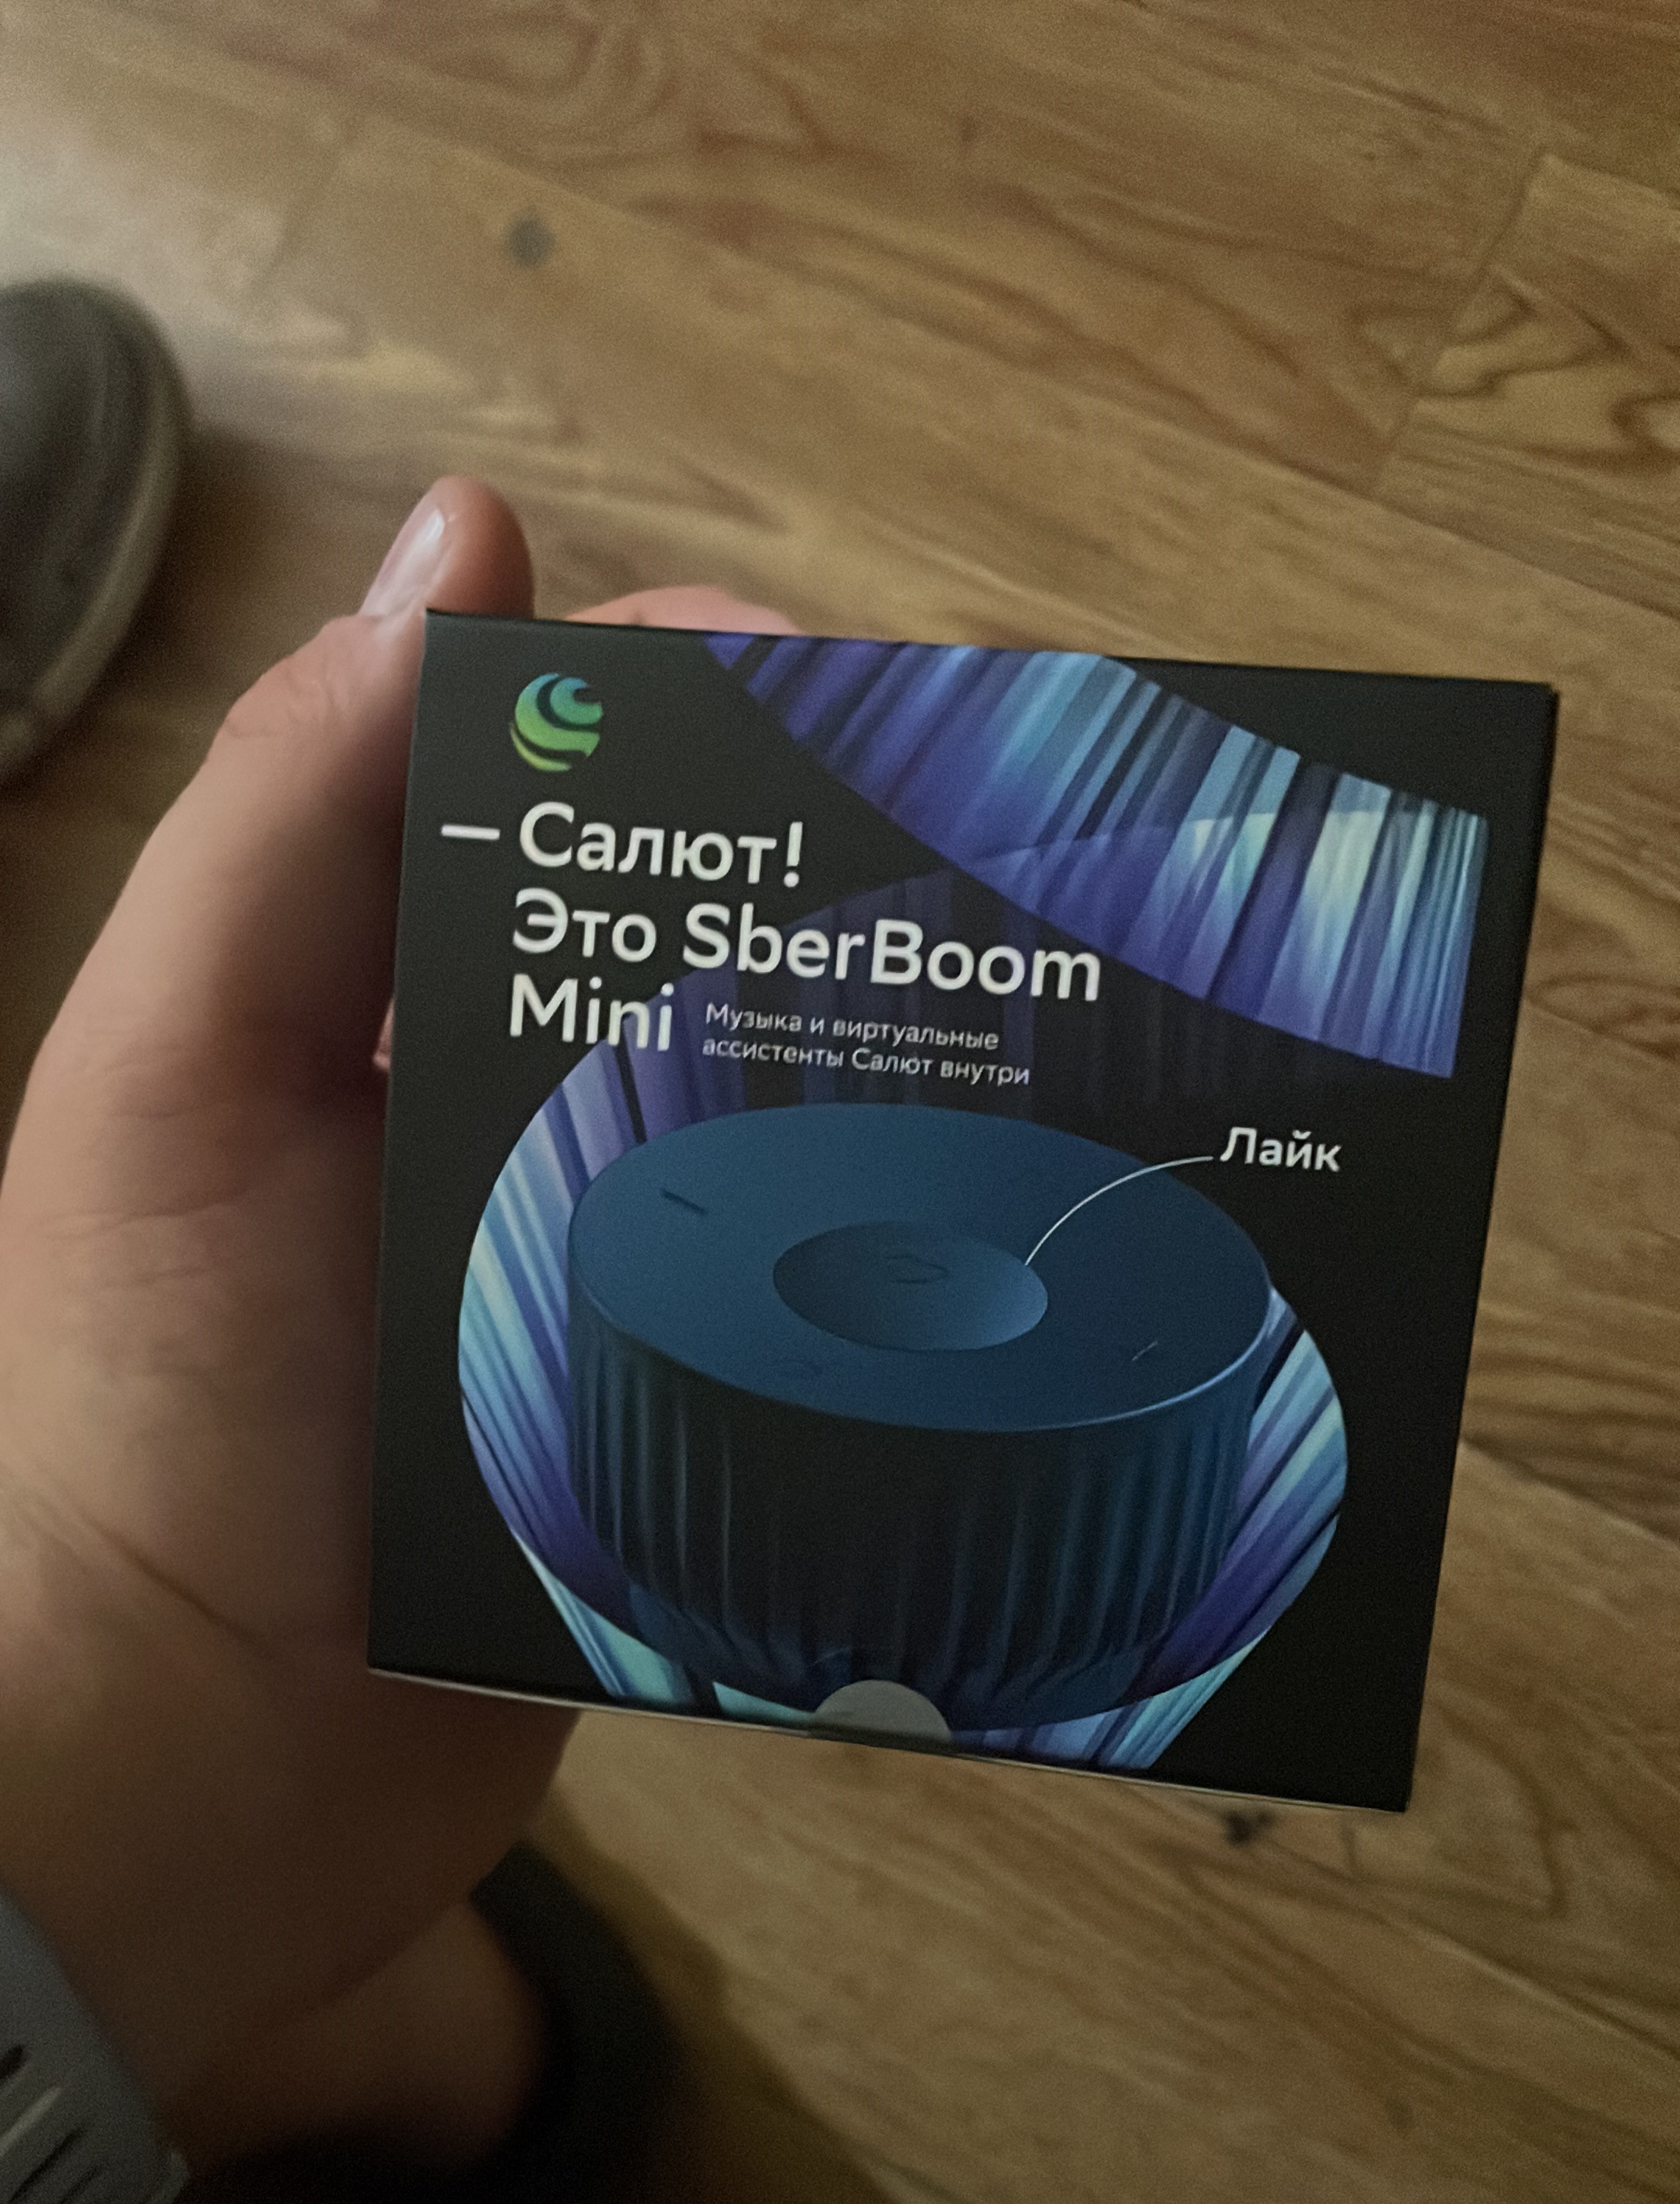 — Салют!
Это SberBoom
Mini
Музыка и виртуальные
ассистенты Салют внутри
Лайк